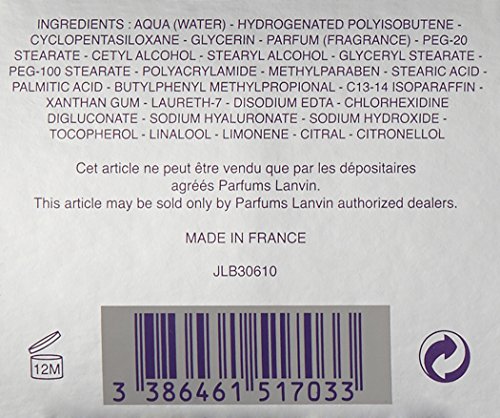 INGREDIENTS : AQUA (WATER) - HYDROGENATED POLYISOBUTENE -
CYCLOPENTASILOXANE - GLYCERIN - PARFUM (FRAGRANCE) - PEG-20
STEARATE - CETYL ALCOHOL - STEARYL ALCOHOL - GLYCERYL STEARATE -
PEG-100 STEARATE - POLYACRYLAMIDE - METHYLPARABEN - STEARIC ACID -
PALMITIC ACID - BUTYLPHENYL METHYLPROPIONAL - C13-14 ISOPARAFFIN -
XANTHAN GUM - LAURETH-7 - DISODIUM EDTA - CHLORHEXIDINE
DIGLUCONATE - SODIUM HYALURONATE - SODIUM HYDROXIDE -
TOCOPHEROL - LINALOOL - LIMONENE - CITRAL - CITRONELLOL
Cet article ne peut être vendu que par les dépositaires
agréés Parfums Lanvin.
This article may be sold only by Parfums Lanvin authorized dealers.
MADE IN FRANCE
JLB30610
12M
3 386461 517033